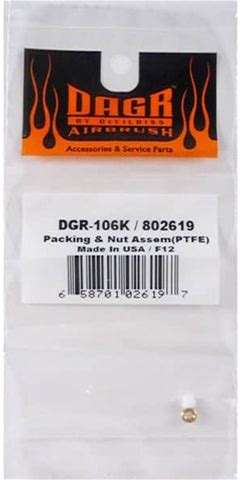 DAGR
BY DEVILBISS
AIRBRUSH
Accessories & Service Parts
DGR-106K / 802619
Packing & Nut Assem(PTFE)
Made In USA / F12
6 58701 02619 7